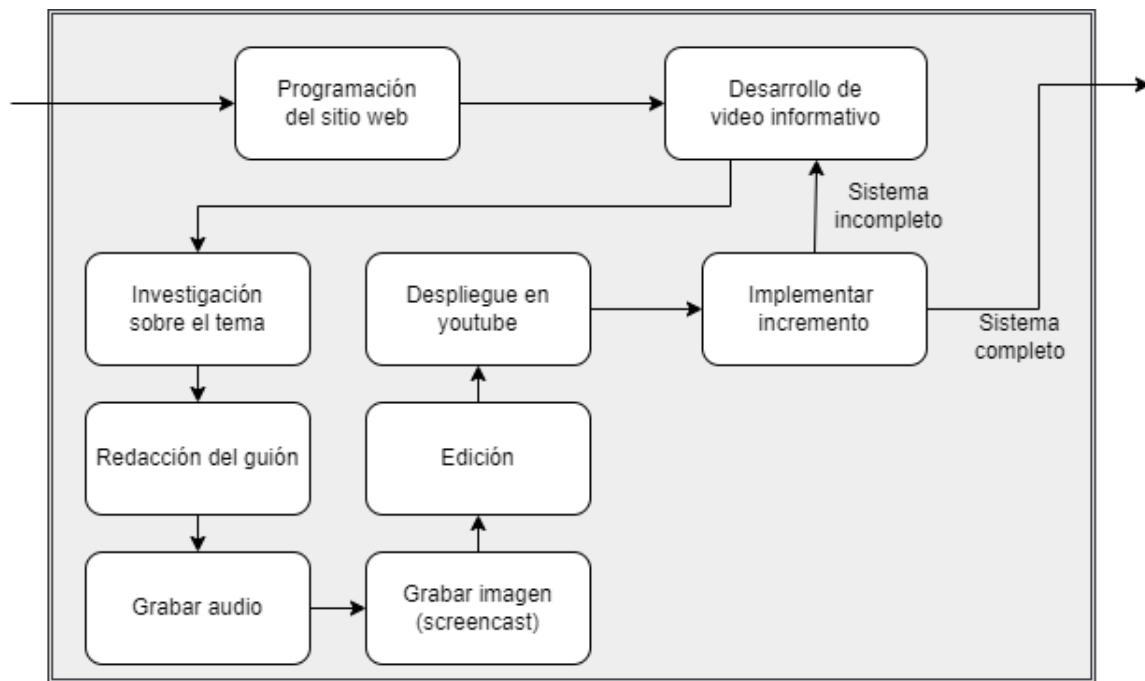 Programación
del sitio web
Desarrollo de
video informativo
Sistema
incompleto
Investigación
sobre el tema
Despliegue en
youtube
Implementar
incremento
Sistema
completo
Redacción del guión
Edición
Grabar audio
Grabar imagen
(screencast)